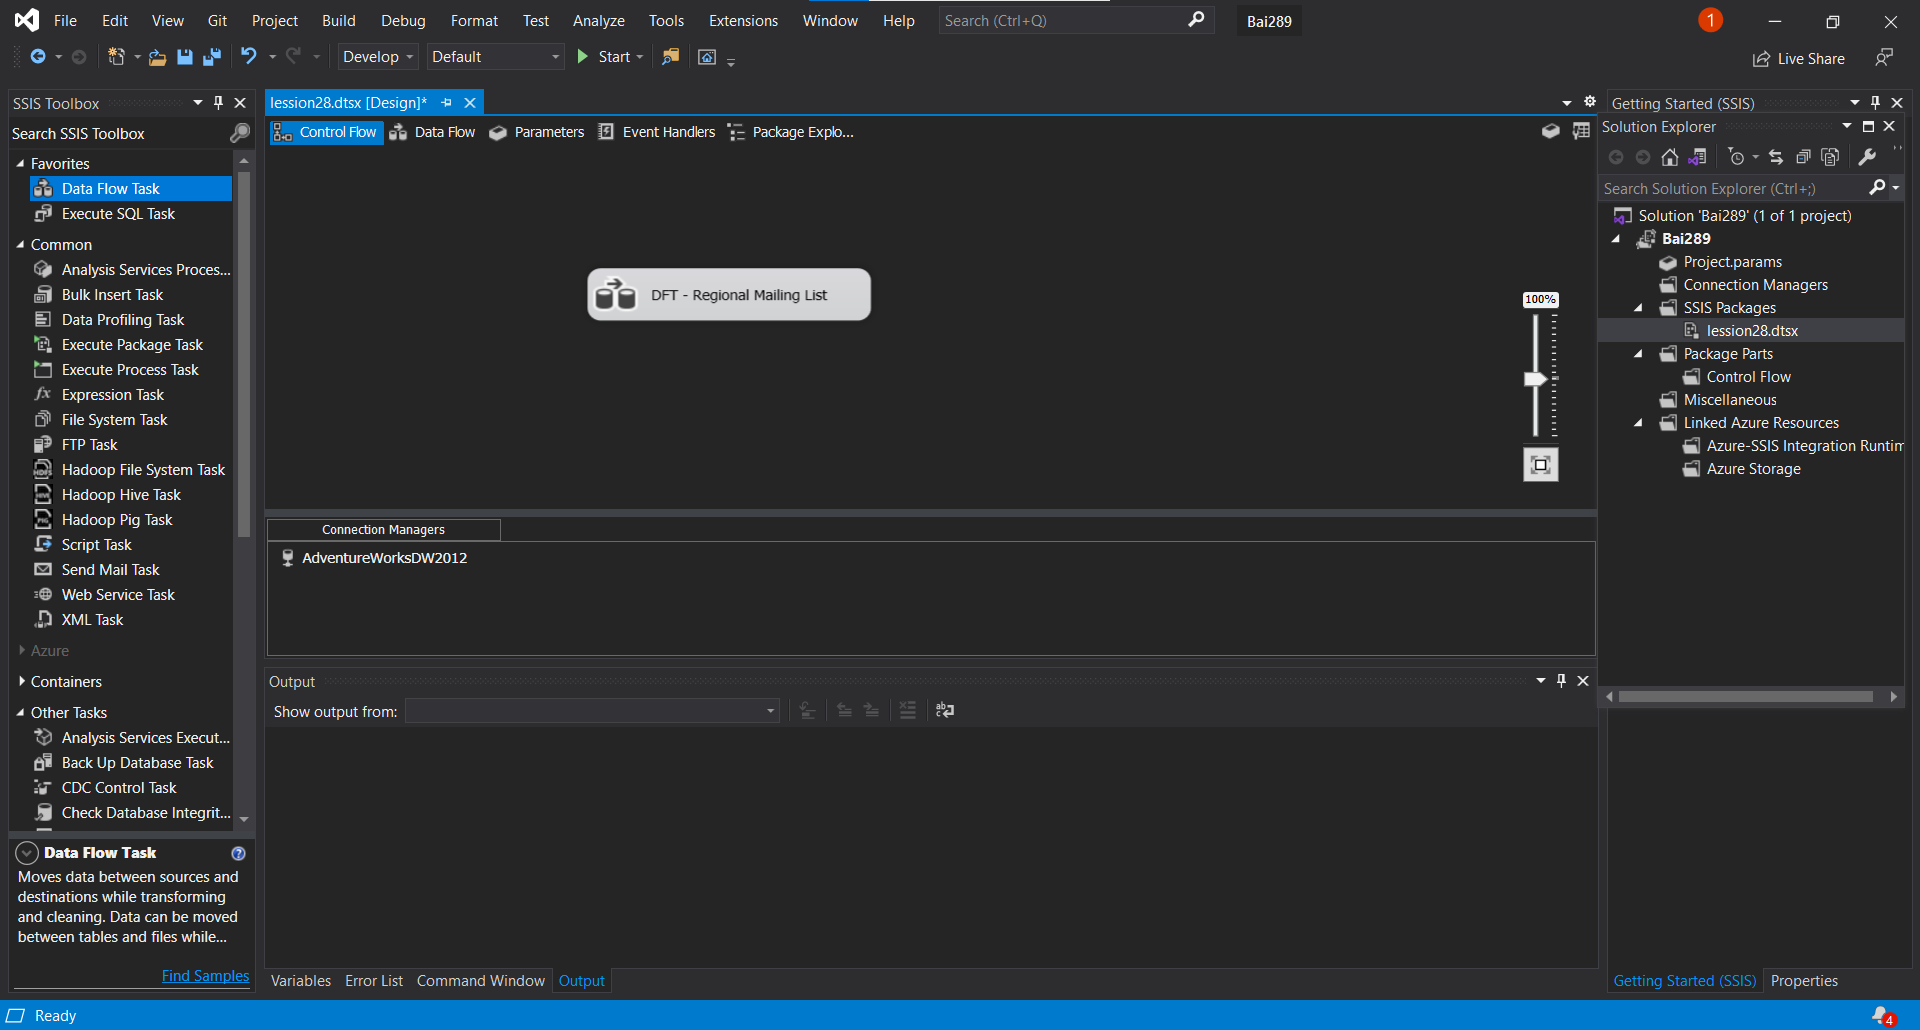 File Edit View Git Project Build Debug Format Test Analyze Tools Extensions Window Help Search (Ctrl+Q) Bai289 1
Develop Default Start Live Share
SSIS Toolbox
Search SSIS Toolbox
Favorites
Data Flow Task
Execute SQL Task
Common
Analysis Services Proces...
Bulk Insert Task
Data Profiling Task
Execute Package Task
Execute Process Task
Expression Task
File System Task
FTP Task
Hadoop File System Task
Hadoop Hive Task
Hadoop Pig Task
Script Task
Send Mail Task
Web Service Task
XML Task
Azure
Containers
Other Tasks
Analysis Services Execut...
Back Up Database Task
CDC Control Task
Check Database Integrit...
Data Flow Task
Moves data between sources and
destinations while transforming
and cleaning. Data can be moved
between tables and files while...
Find Samples
lession28.dtsx [Design]*
Control Flow Data Flow Parameters Event Handlers Package Explo...
DFT - Regional Mailing List
100%
Connection Managers
AdventureWorksDW2012
Output
Show output from:
Variables Error List Command Window Output
Getting Started (SSIS)
Solution Explorer
Search Solution Explorer (Ctrl+;)
Solution 'Bai289' (1 of 1 project)
Bai289
Project.params
Connection Managers
SSIS Packages
lession28.dtsx
Package Parts
Control Flow
Miscellaneous
Linked Azure Resources
Azure-SSIS Integration Runtim
Azure Storage
Getting Started (SSIS) Properties
Ready 4